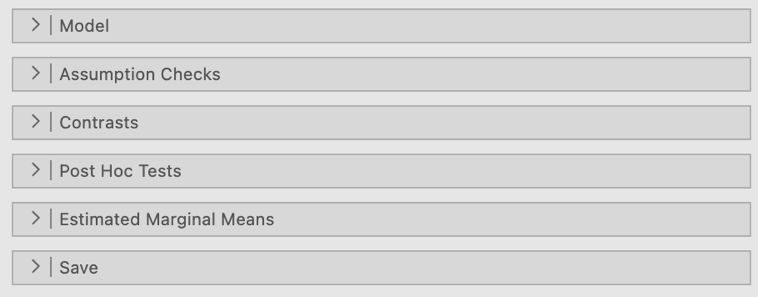 Model
Assumption Checks
Contrasts
Post Hoc Tests
Estimated Marginal Means
Save